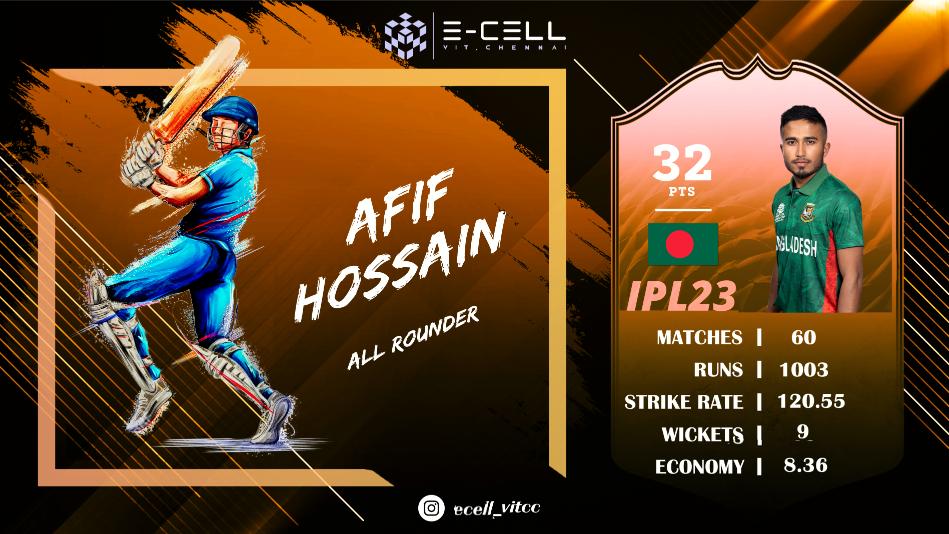 E-CELL
VIT, CHENNAI
AFIF
HOSSAIN
ALL ROUNDER
32
PTS
BANGLADESH
IPL23
MATCHES | 60
RUNS | 1003
STRIKE RATE | 120.55
WICKETS | 9
ECONOMY | 8.36
ecell_vitcc